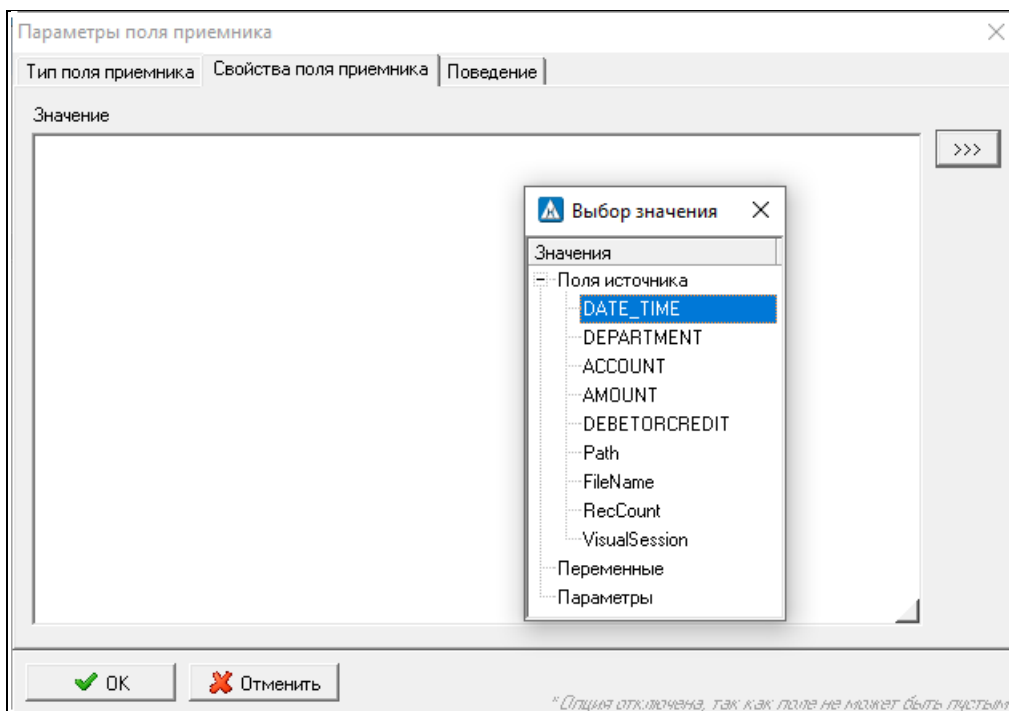 Параметры поля приемника
Тип поля приемника Свойства поля приемника Поведение
Значение
>>>
Выбор значения
Значения
Поля источника
DATE_TIME
DEPARTMENT
ACCOUNT
AMOUNT
DEBETORCREDIT
Path
FileName
RecCount
VisualSession
Переменные
Параметры
OK Отменить
*Опция отключена, так как поле не может быть пустым